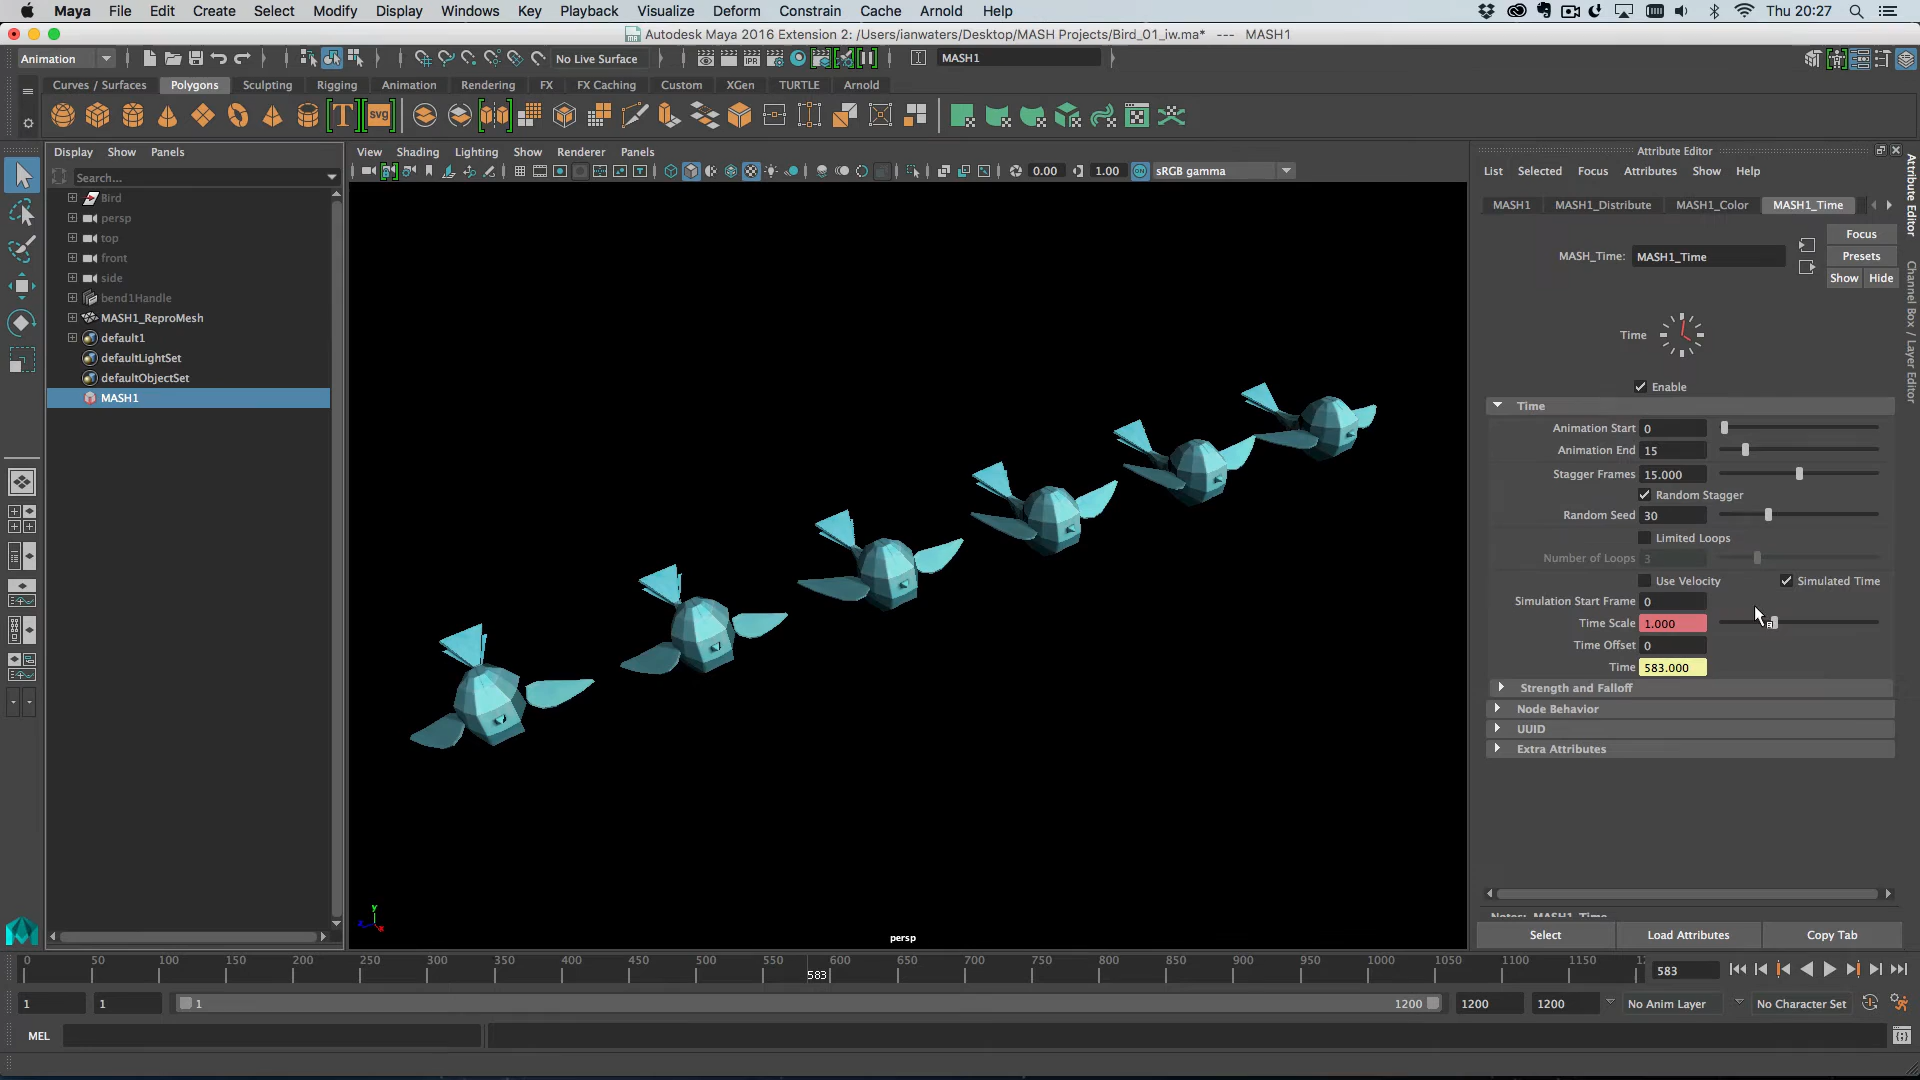 Maya File Edit Create Select Modify Display Windows Key Playback Visualize Deform Constrain Cache Arnold Help Thu 20:27
Autodesk Maya 2016 Extension 2: /Users/ianwaters/Desktop/MASH Projects/Bird_01_iw.ma* --- MASH1
Animation No Live Surface MASH1
Curves / Surfaces Polygons Sculpting Rigging Animation Rendering FX FX Caching Custom XGen TURTLE Arnold
T SVG
Display Show Panels
Search...
Bird
persp
top
front
side
bend1Handle
MASH1_ReproMesh
default1
defaultLightSet
defaultObjectSet
MASH1
View Shading Lighting Show Renderer Panels
0.00 1.00 ON sRGB gamma
y
x
persp
Attribute Editor
List Selected Focus Attributes Show Help
MASH1 MASH1_Distribute MASH1_Color MASH1_Time
MASH_Time: MASH1_Time
Focus
Presets
Show Hide
Time
Enable
Time
Animation Start 0
Animation End 15
Stagger Frames 15.000
Random Stagger
Random Seed 30
Limited Loops
Number of Loops 3
Use Velocity Simulated Time
Simulation Start Frame 0
Time Scale 1.000
Time Offset 0
Time 583.000
Strength and Falloff
Node Behavior
UUID
Extra Attributes
Notes: MASH1_Time
Select Load Attributes Copy Tab
Attribute Editor
Channel Box / Layer Editor
0 50 100 150 200 250 300 350 400 450 500 550 600 650 700 750 800 850 900 950 1000 1050 1100 1150
583 583
1 1 1 1200 1200 1200 No Anim Layer No Character Set
MEL